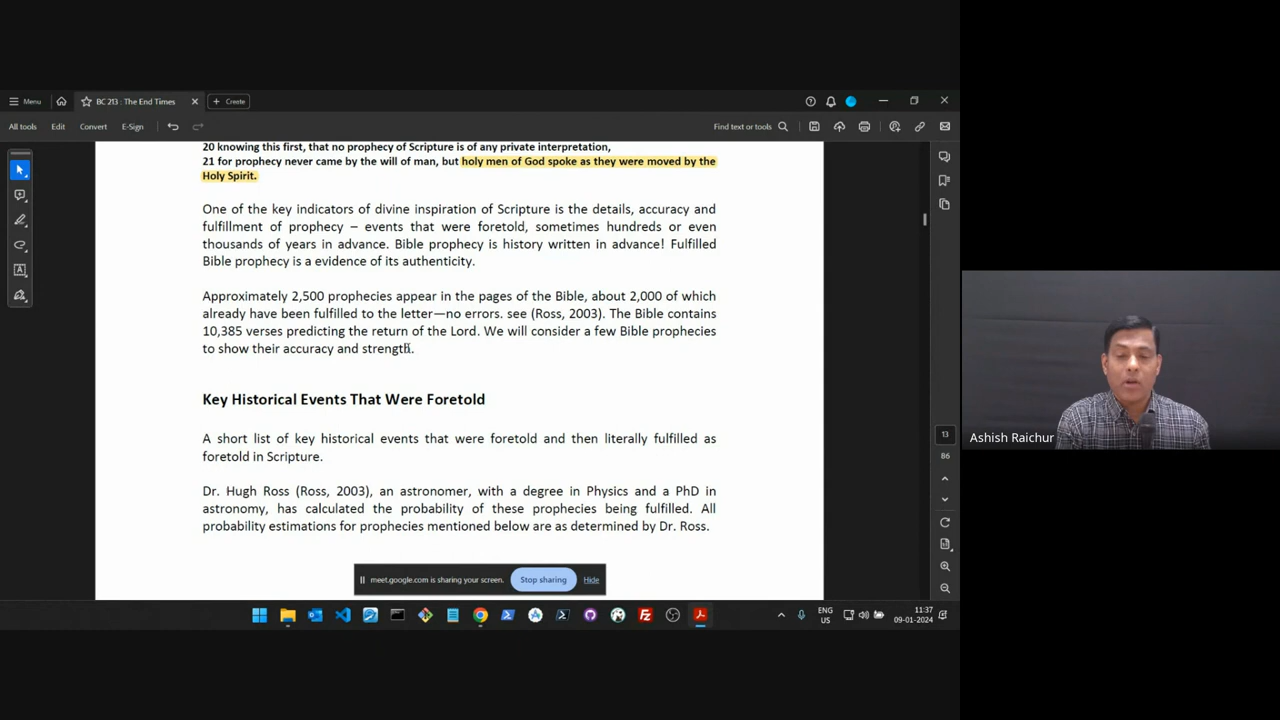 Menu
BC 213 : The End Times
Create
All tools Edit Convert E-Sign
Find text or tools
20 knowing this first, that no prophecy of Scripture is of any private interpretation,
21 for prophecy never came by the will of man, but holy men of God spoke as they were moved by the
Holy Spirit.
One of the key indicators of divine inspiration of Scripture is the details, accuracy and
fulfillment of prophecy – events that were foretold, sometimes hundreds or even
thousands of years in advance. Bible prophecy is history written in advance! Fulfilled
Bible prophecy is a evidence of its authenticity.
Approximately 2,500 prophecies appear in the pages of the Bible, about 2,000 of which
already have been fulfilled to the letter—no errors. see (Ross, 2003). The Bible contains
10,385 verses predicting the return of the Lord. We will consider a few Bible prophecies
to show their accuracy and strength.
Key Historical Events That Were Foretold
A short list of key historical events that were foretold and then literally fulfilled as
foretold in Scripture.
Dr. Hugh Ross (Ross, 2003), an astronomer, with a degree in Physics and a PhD in
astronomy, has calculated the probability of these prophecies being fulfilled. All
probability estimations for prophecies mentioned below are as determined by Dr. Ross.
13
86
meet.google.com is sharing your screen. Stop sharing Hide
ENG
US
11:37
09-01-2024
Ashish Raichur